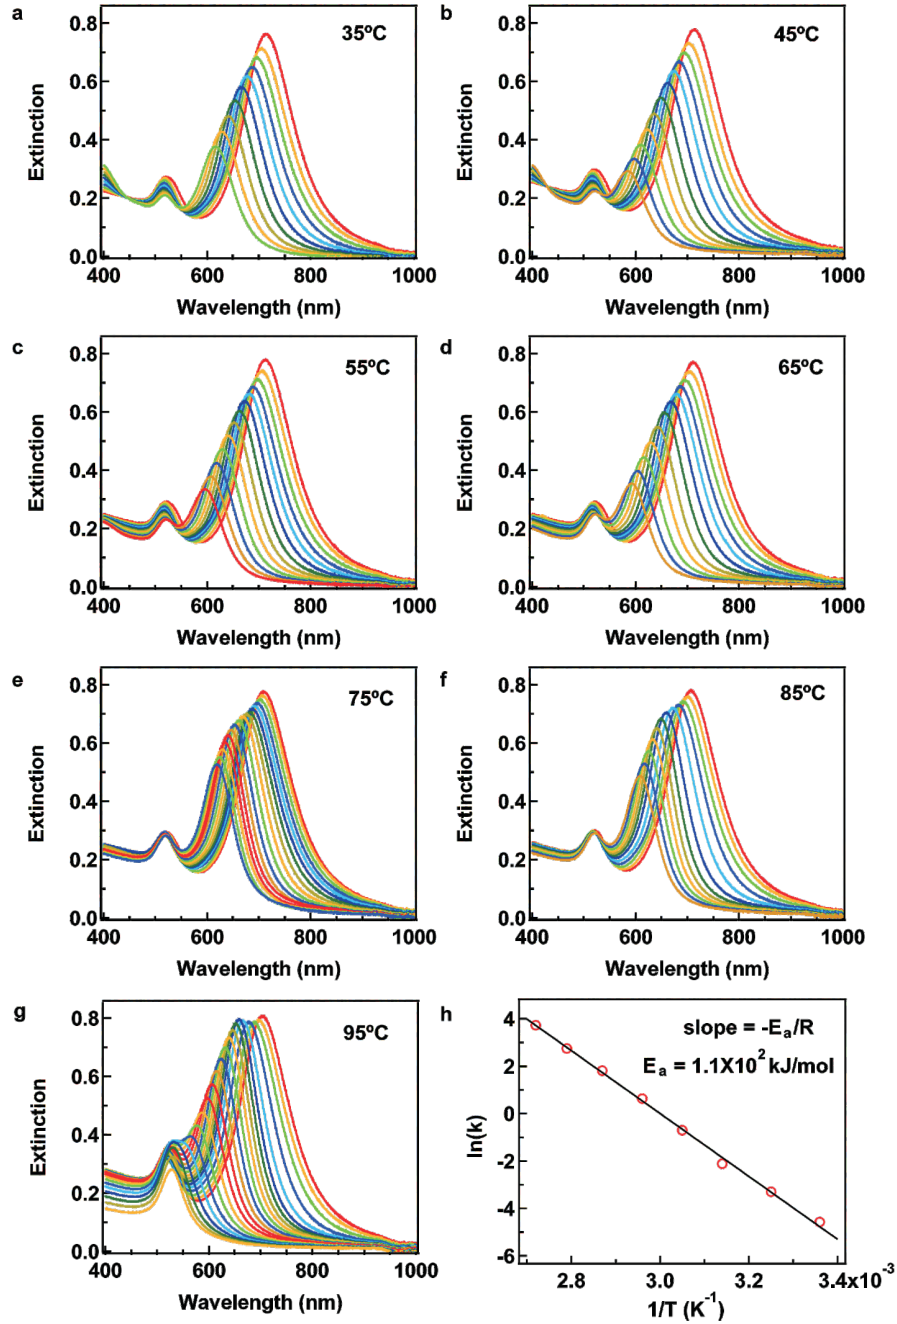 a
35ºC
0.8
0.6
0.4
0.2
0.0
Extinction
400
600
800
1000
Wavelength (nm)
b
45ºC
0.8
0.6
0.4
0.2
0.0
Extinction
400
600
800
1000
Wavelength (nm)
c
55ºC
0.8
0.6
0.4
0.2
0.0
Extinction
400
600
800
1000
Wavelength (nm)
d
65ºC
0.8
0.6
0.4
0.2
0.0
Extinction
400
600
800
1000
Wavelength (nm)
e
75ºC
0.8
0.6
0.4
0.2
0.0
Extinction
400
600
800
1000
Wavelength (nm)
f
85ºC
0.8
0.6
0.4
0.2
0.0
Extinction
400
600
800
1000
Wavelength (nm)
g
95ºC
0.8
0.6
0.4
0.2
0.0
Extinction
400
600
800
1000
Wavelength (nm)
h
slope = -Eₐ/R
Eₐ = 1.1X10² kJ/mol
4
2
0
-2
-4
-6
ln(k)
2.8
3.0
3.2
3.4x10⁻³
1/T (K⁻¹)